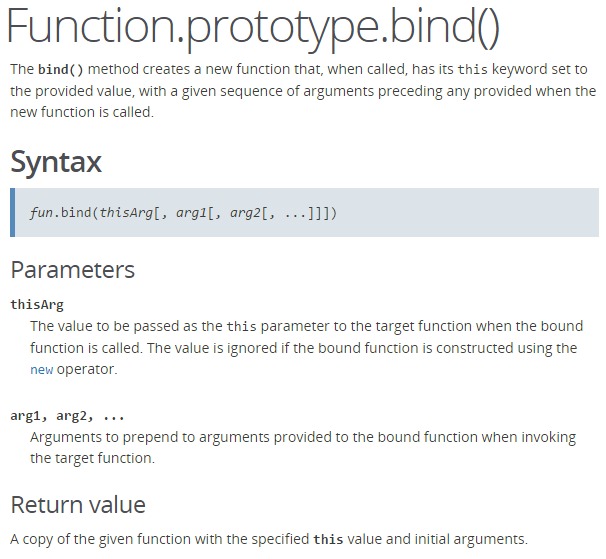 Function.prototype.bind()
The bind() method creates a new function that, when called, has its this keyword set to
the provided value, with a given sequence of arguments preceding any provided when the
new function is called.
Syntax
fun.bind(thisArg[, arg1[, arg2[, ...]]])
Parameters
thisArg
The value to be passed as the this parameter to the target function when the bound
function is called. The value is ignored if the bound function is constructed using the
new operator.
arg1, arg2, ...
Arguments to prepend to arguments provided to the bound function when invoking
the target function.
Return value
A copy of the given function with the specified this value and initial arguments.